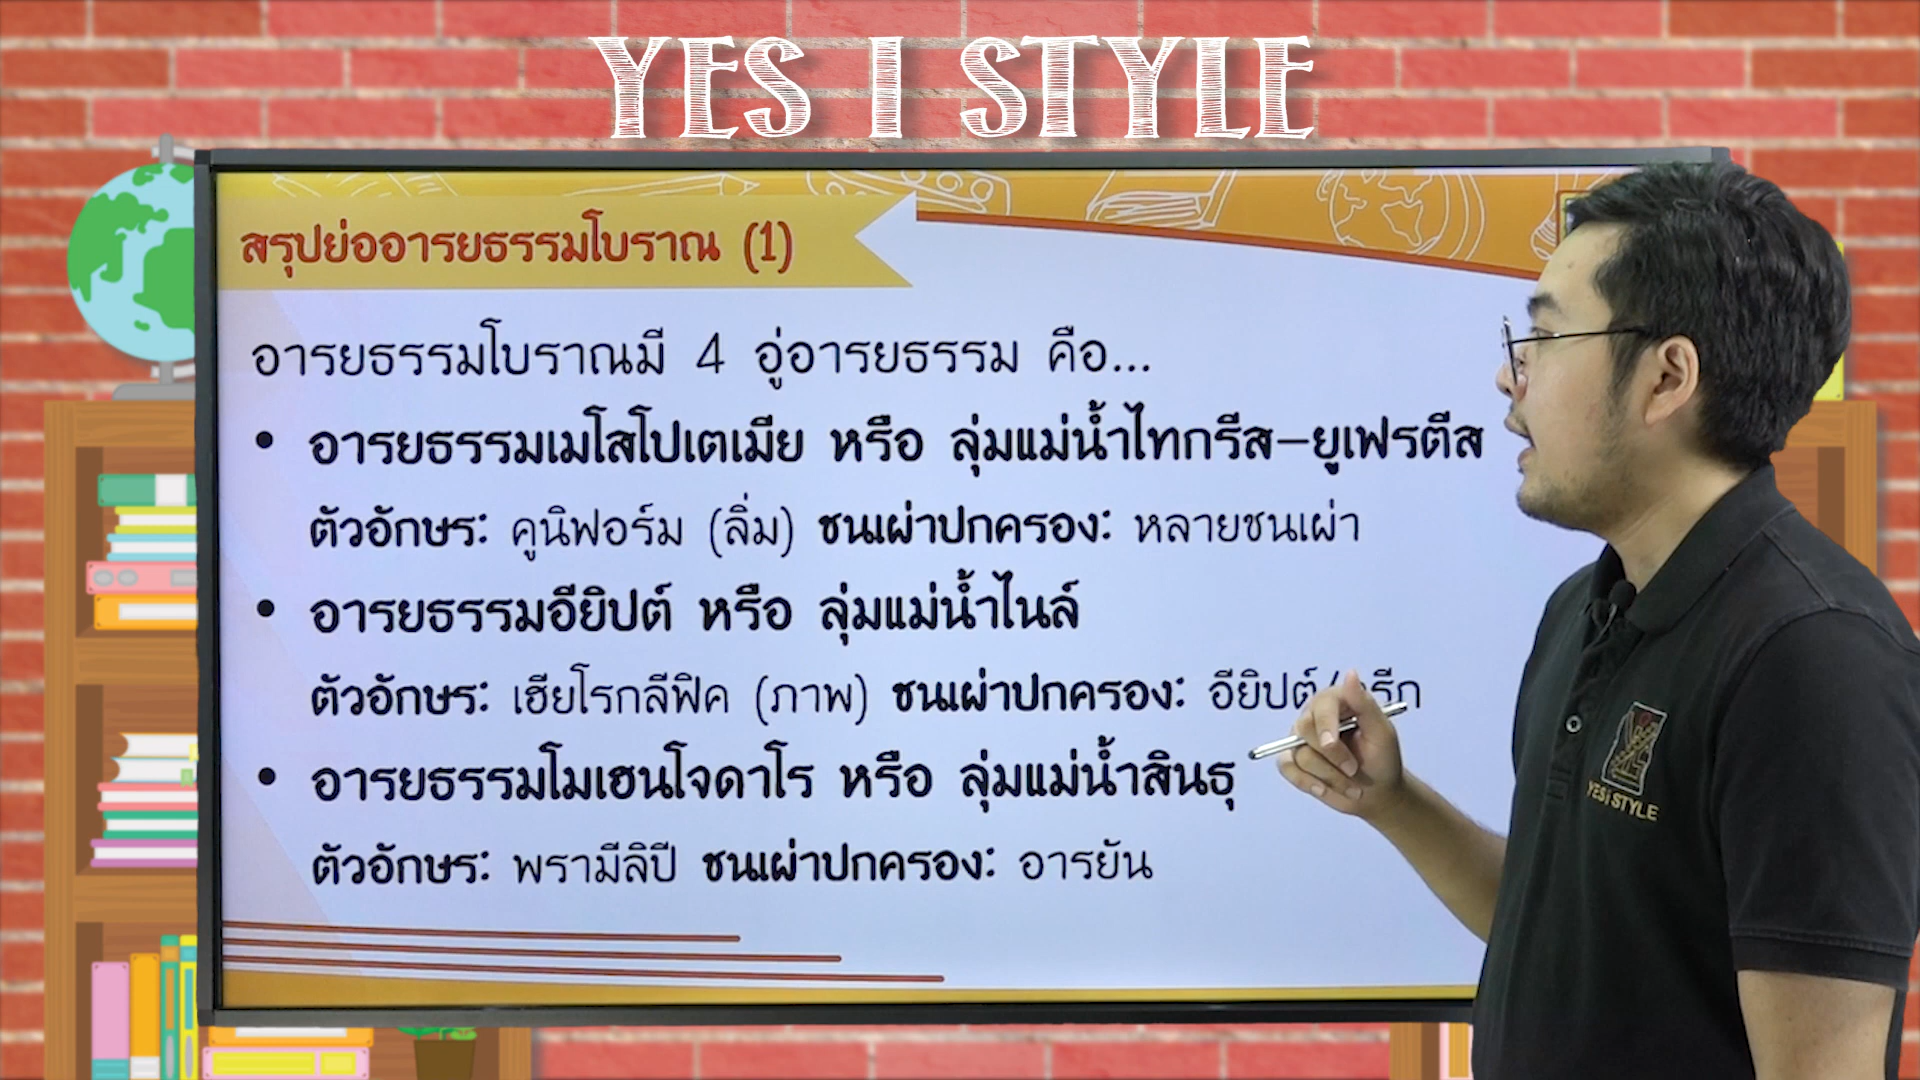 YES I STYLE
สรุปย่ออารยธรรมโบราณ (1)
อารยธรรมโบราณมี 4 อู่อารยธรรม คือ...
• อารยธรรมเมโสโปเตเมีย หรือ ลุ่มแม่น้ำไทกรีส–ยูเฟรตีส
ตัวอักษร: คูนิฟอร์ม (ลิ่ม) ชนเผ่าปกครอง: หลายชนเผ่า
• อารยธรรมอียิปต์ หรือ ลุ่มแม่น้ำไนล์
ตัวอักษร: เฮียโรกลีฟิค (ภาพ) ชนเผ่าปกครอง: อียิปต์/กรีก
• อารยธรรมโมเฮนโจดาโร หรือ ลุ่มแม่น้ำสินธุ
ตัวอักษร: พรามีลิปี ชนเผ่าปกครอง: อารยัน
YES I STYLE